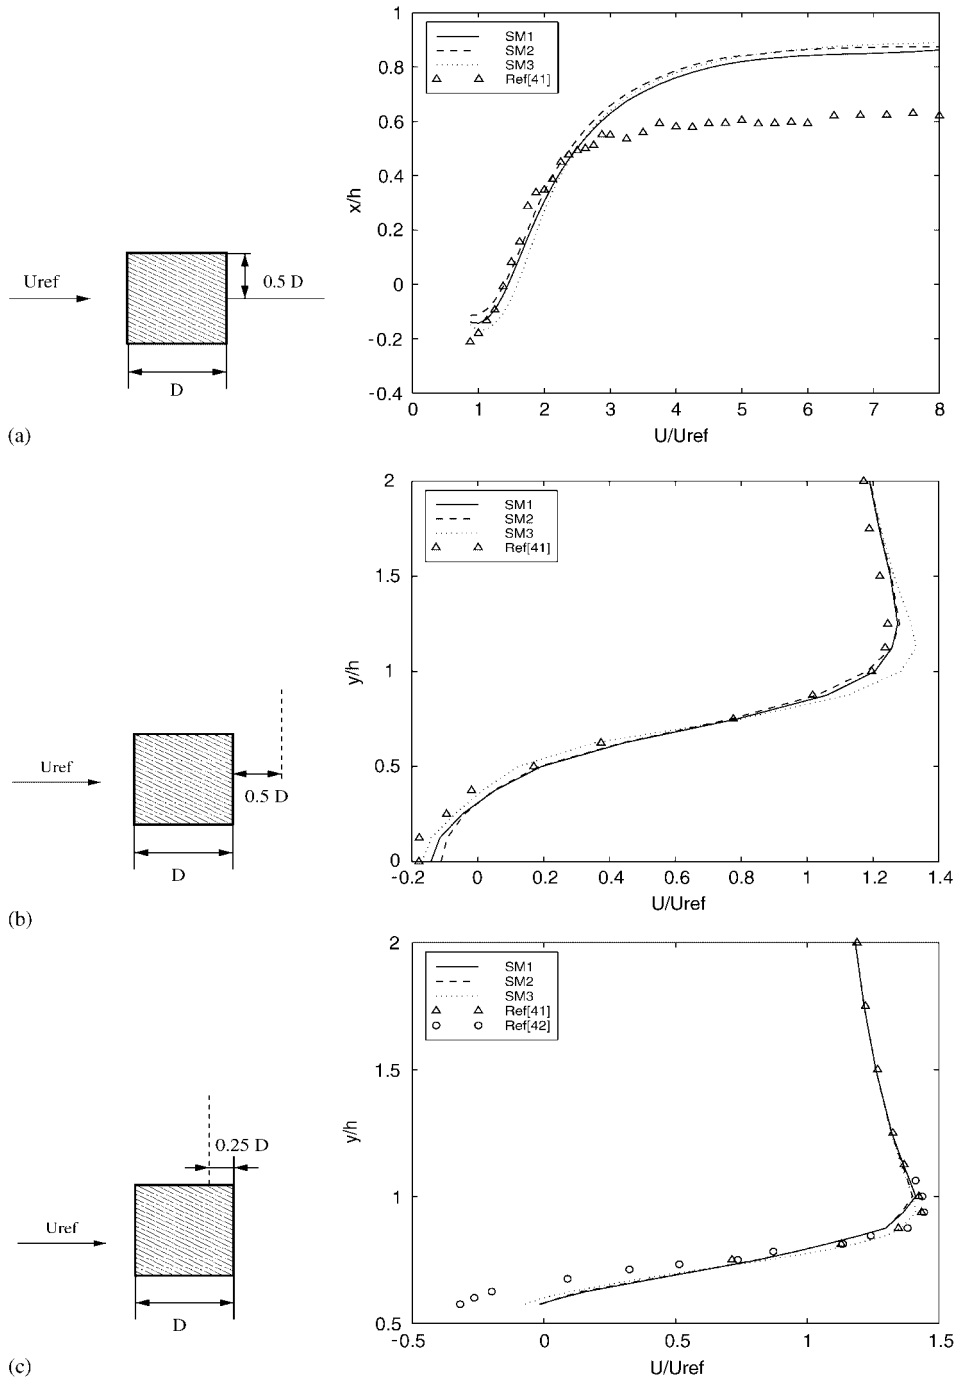 (a)
Uref
0.5 D
D
SM1
SM2
SM3
Ref[41]
1
0.8
0.6
0.4
0.2
0
-0.2
-0.4
x/h
0 1 2 3 4 5 6 7 8
U/Uref
(b)
Uref
0.5 D
D
SM1
SM2
SM3
Ref[41]
2
1.5
1
0.5
0
y/h
-0.2 0 0.2 0.4 0.6 0.8 1 1.2 1.4
U/Uref
(c)
0.25 D
Uref
D
SM1
SM2
SM3
Ref[41]
Ref[42]
2
1.5
1
0.5
y/h
-0.5 0 0.5 1 1.5
U/Uref